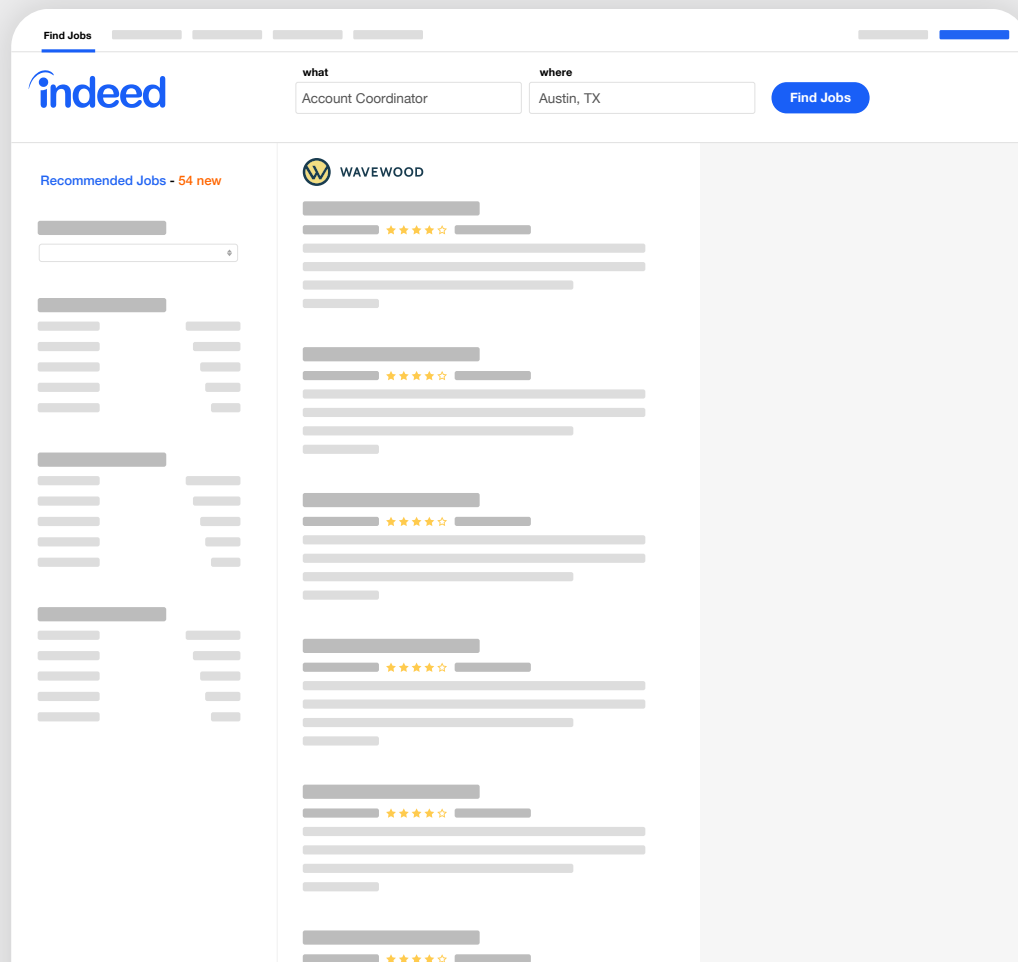 Find Jobs
indeed
what
where
Account Coordinator
Austin, TX
Find Jobs
Recommended Jobs - 54 new
WAVEWOOD